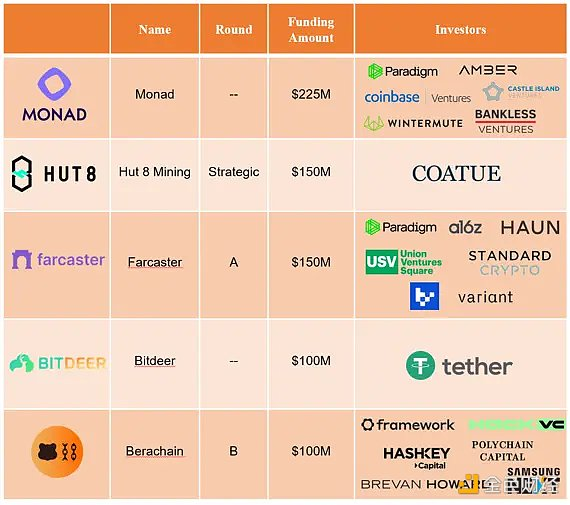 Name
Round
Funding
Amount
Investors
MONAD
Monad
--
$225M
Paradigm
AMBER
coinbase | Ventures
CASTLE ISLAND
VENTURES
WINTERMUTE
BANKLESS
VENTURES
HUT 8
Hut 8 Mining
Strategic
$150M
COATUE
farcaster
Farcaster
A
$150M
Paradigm
a16z
HAUN
USV
Union
Ventures
Square
STANDARD
CRYPTO
variant
BITDEER
Bitdeer
--
$100M
tether
Berachain
B
$100M
framework
VC
HASHKEY
Capital
POLYCHAIN
CAPITAL
BREVAN HOWARD
SAMSUNG
金色财经